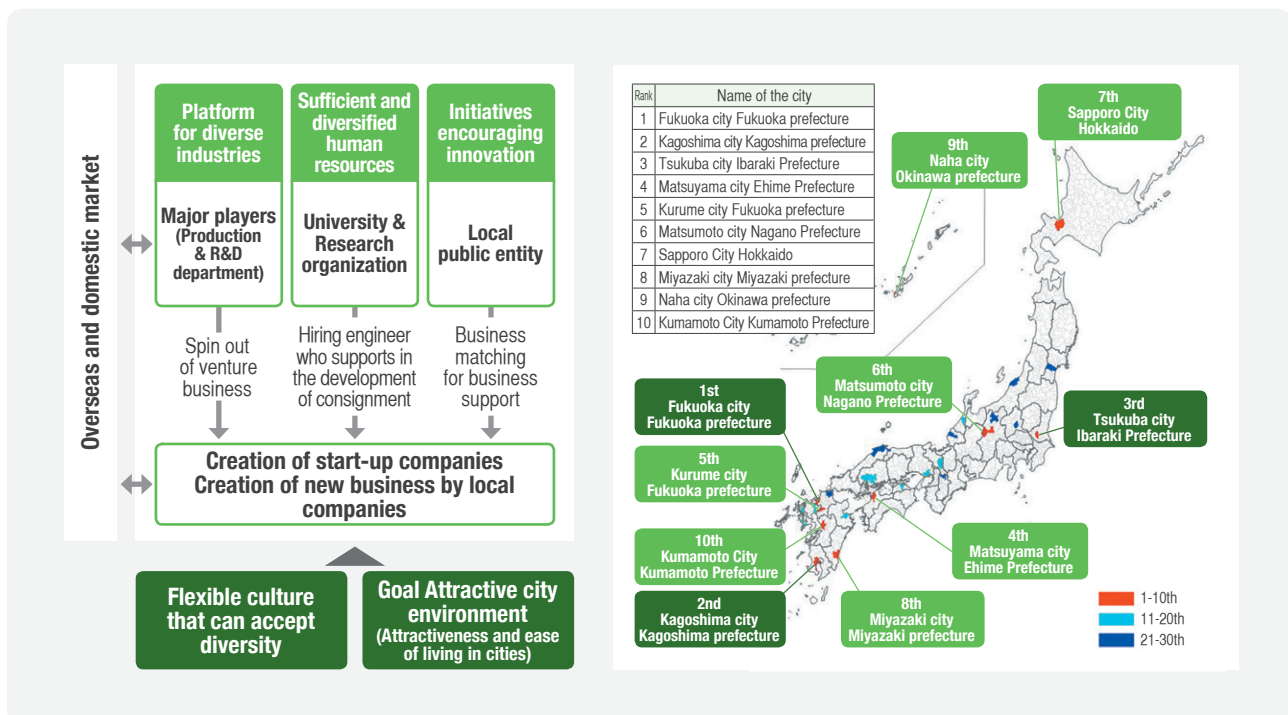 Overseas and domestic market
Platform
for diverse
industries
Major players
(Production
& R&D
department)
Sufficient and
diversified
human
resources
University &
Research
organization
Initiatives
encouraging
innovation
Local
public entity
Spin out
of venture
business
Hiring engineer
who supports in
the development
of consignment
Business
matching
for business
support
Creation of start-up companies
Creation of new business by local
companies
Flexible culture
that can accept
diversity
Goal Attractive city
environment
(Attractiveness and ease
of living in cities)
Rank Name of the city
1 Fukuoka city Fukuoka prefecture
2 Kagoshima city Kagoshima prefecture
3 Tsukuba city Ibaraki Prefecture
4 Matsuyama city Ehime Prefecture
5 Kurume city Fukuoka prefecture
6 Matsumoto city Nagano Prefecture
7 Sapporo City Hokkaido
8 Miyazaki city Miyazaki prefecture
9 Naha city Okinawa prefecture
10 Kumamoto City Kumamoto Prefecture
7th
Sapporo City
Hokkaido
9th
Naha city
Okinawa prefecture
6th
Matsumoto city
Nagano Prefecture
1st
Fukuoka city
Fukuoka prefecture
3rd
Tsukuba city
Ibaraki Prefecture
5th
Kurume city
Fukuoka prefecture
10th
Kumamoto City
Kumamoto Prefecture
4th
Matsuyama city
Ehime Prefecture
2nd
Kagoshima city
Kagoshima prefecture
8th
Miyazaki city
Miyazaki prefecture
1-10th
11-20th
21-30th